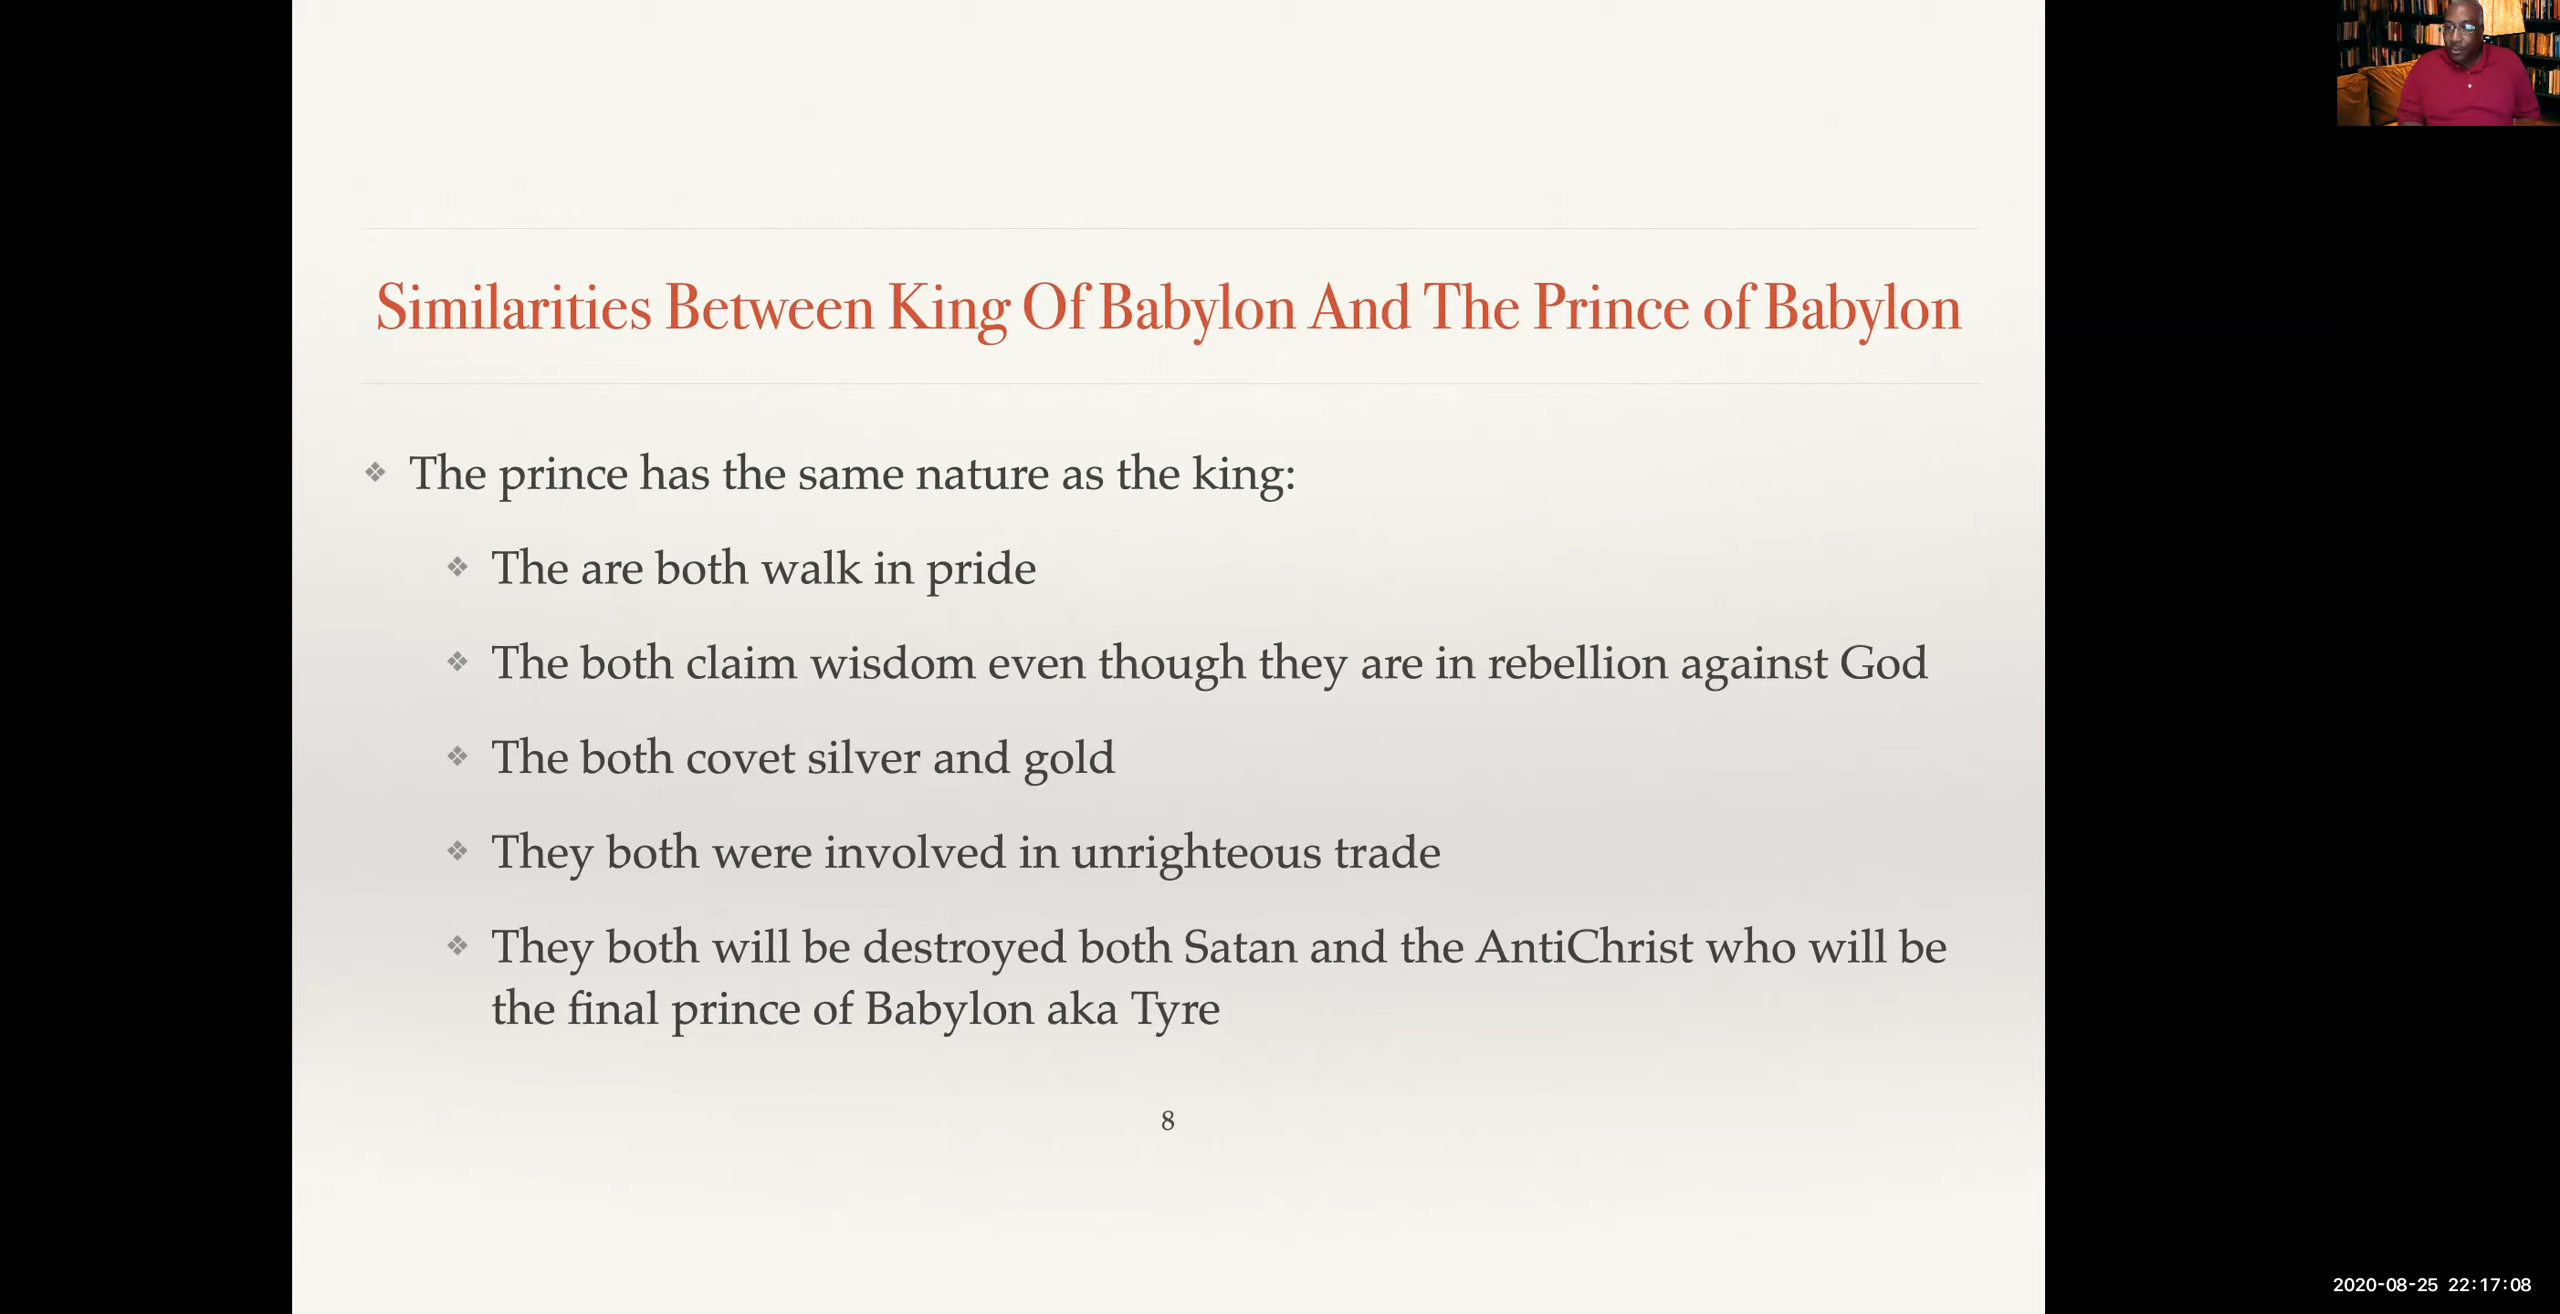 Similarities Between King Of Babylon And The Prince of Babylon
❖ The prince has the same nature as the king:
❖ The are both walk in pride
❖ The both claim wisdom even though they are in rebellion against God
❖ The both covet silver and gold
❖ They both were involved in unrighteous trade
❖ They both will be destroyed both Satan and the AntiChrist who will be
the final prince of Babylon aka Tyre
8
2020-08-25 22:17:08